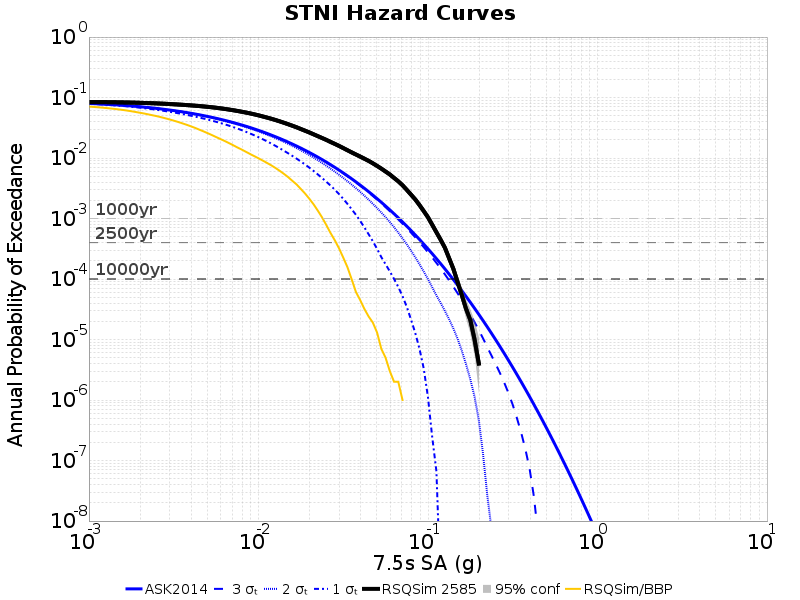 STNI Hazard Curves
Annual Probability of Exceedance
10⁰
10⁻¹
10⁻²
10⁻³
10⁻⁴
10⁻⁵
10⁻⁶
10⁻⁷
10⁻⁸
1000yr
2500yr
10000yr
10⁻³ 10⁻² 10⁻¹ 10⁰ 10¹
7.5s SA (g)
ASK2014 3 σₜ 2 σₜ 1 σₜ RSQSim 2585 95% conf RSQSim/BBP